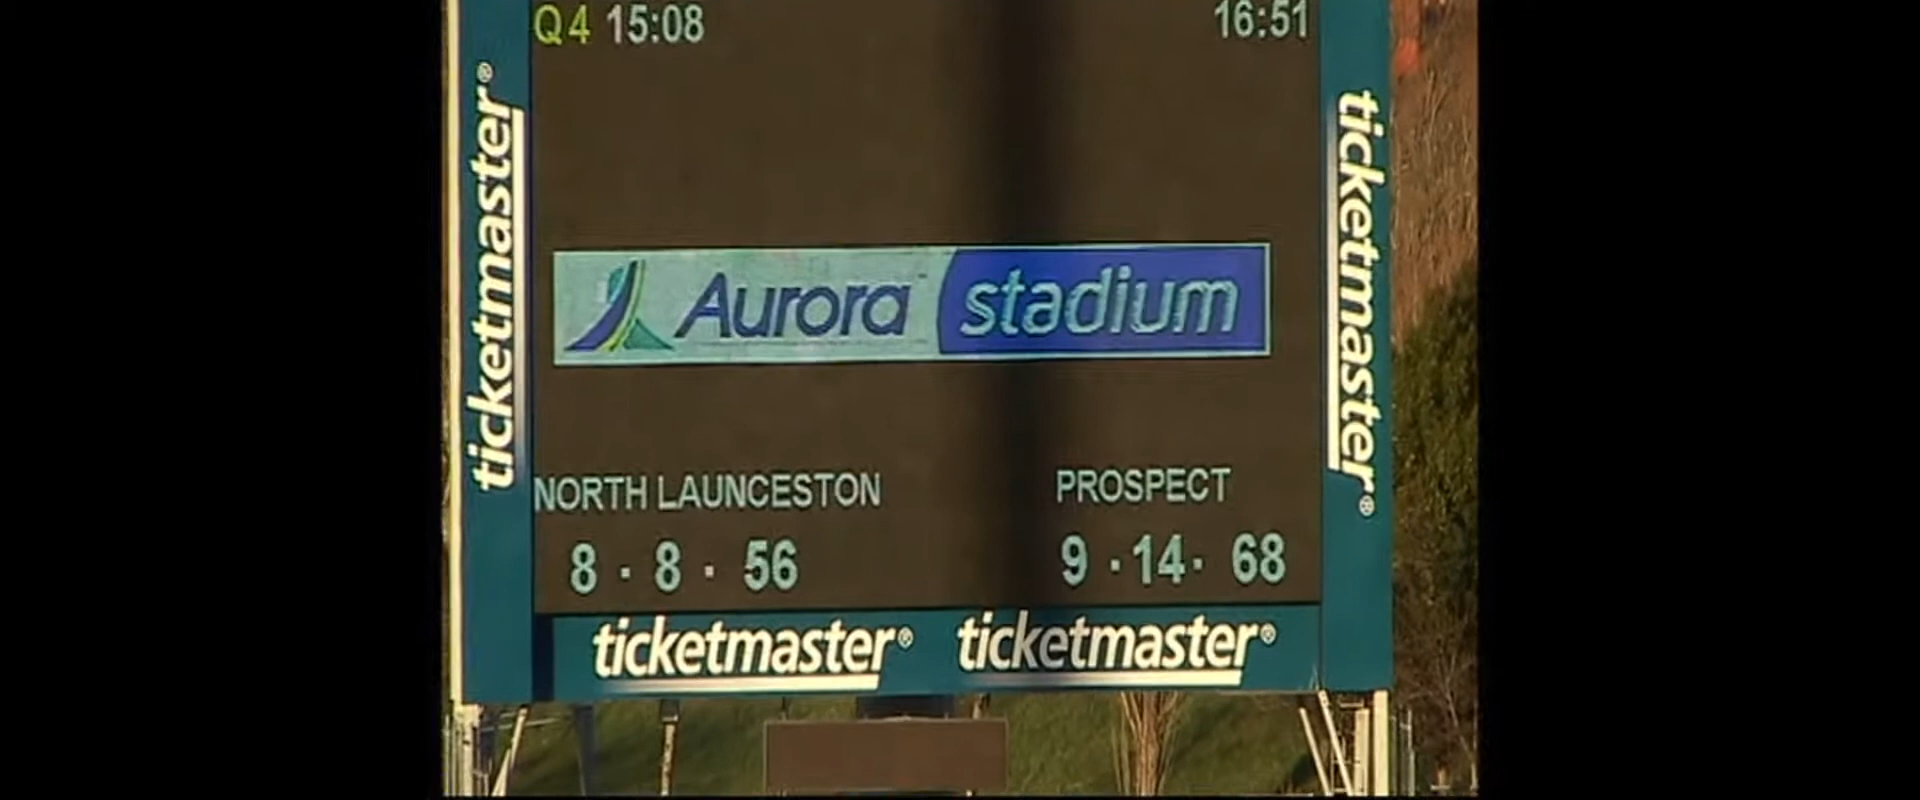 Q4 15:08 16:51
ticketmaster®
ticketmaster®
Aurora™ stadium
NORTH LAUNCESTON PROSPECT
8 · 8 · 56 9 · 14 · 68
ticketmaster® ticketmaster®